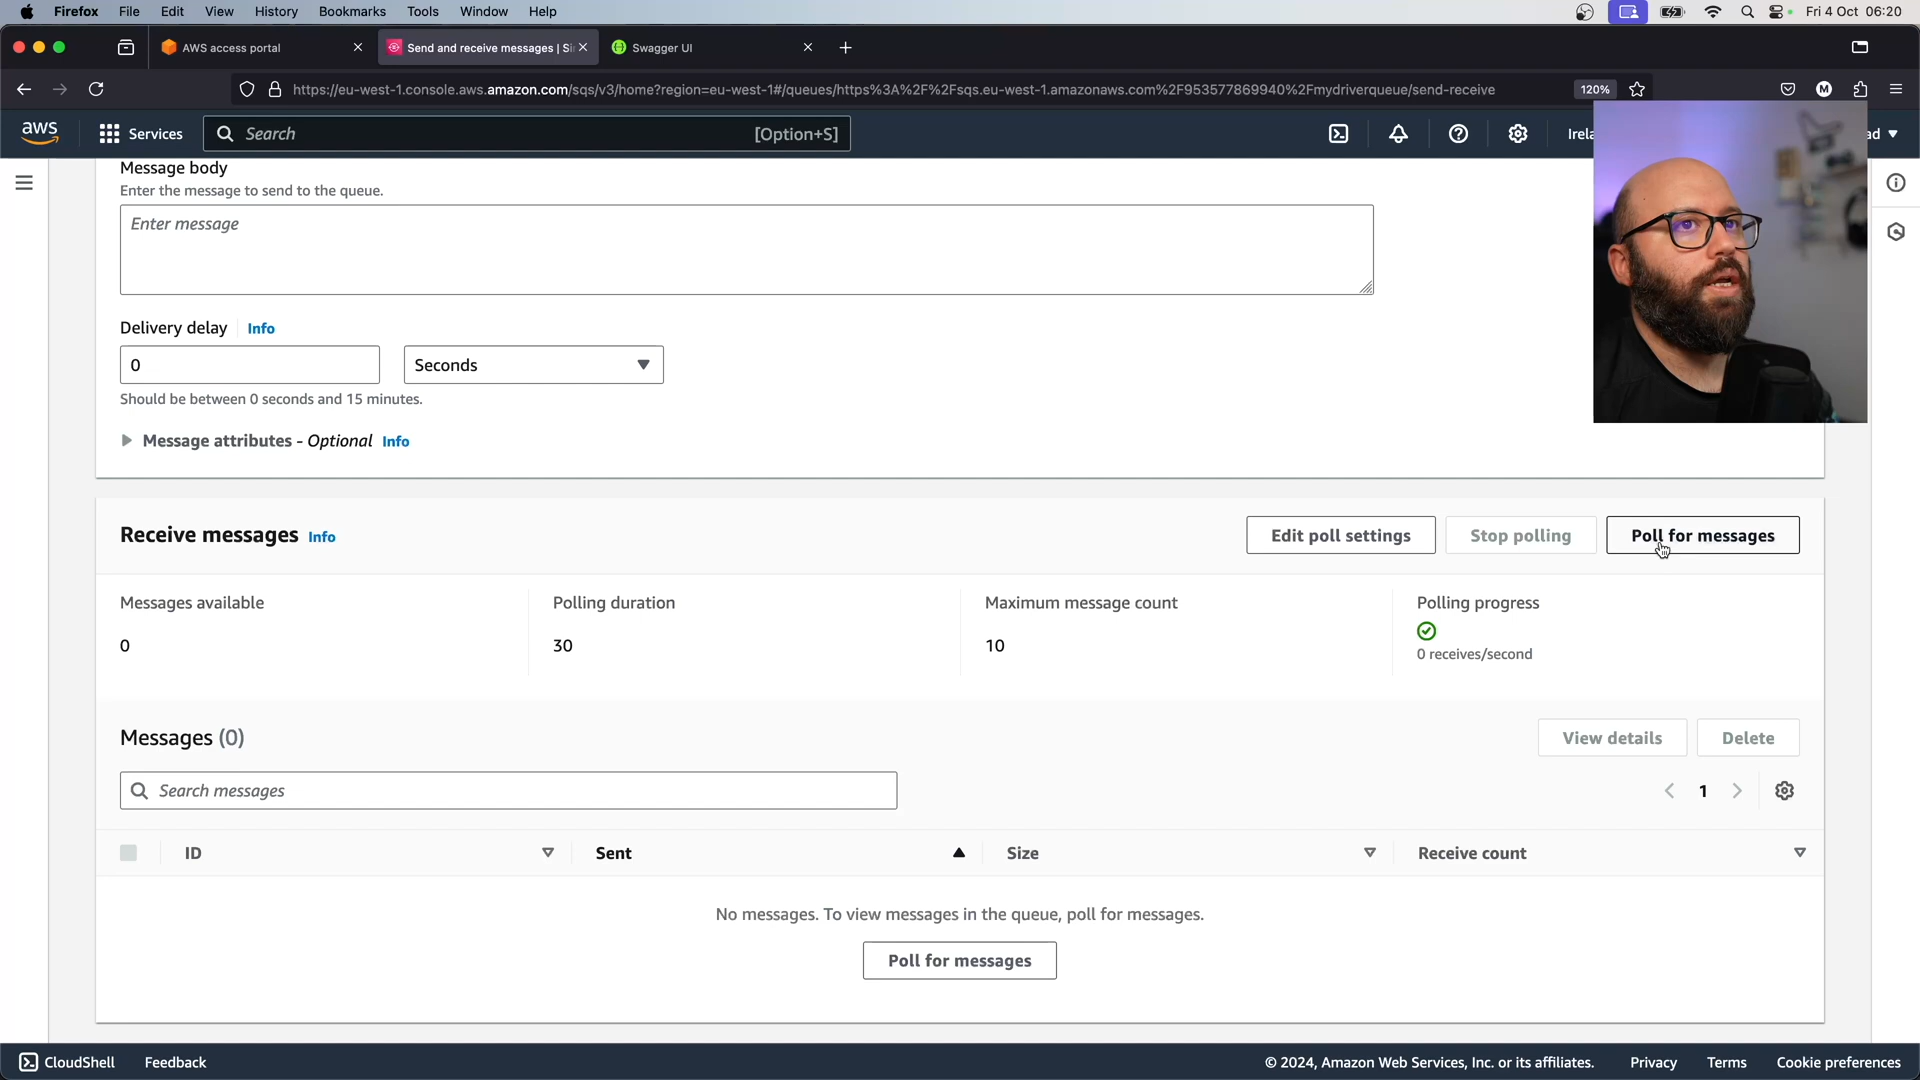 Firefox File Edit View History Bookmarks Tools Window Help Fri 4 Oct 06:20
AWS access portal Send and receive messages | Si Swagger UI
https://eu-west-1.console.aws.amazon.com/sqs/v3/home?region=eu-west-1#/queues/https%3A%2F%2Fsqs.eu-west-1.amazonaws.com%2F953577869940%2Fmydriverqueue/send-receive 120% M
aws Services Search [Option+S] Irela ad
Message body
Enter the message to send to the queue.
Enter message
Delivery delay Info
0 Seconds
Should be between 0 seconds and 15 minutes.
Message attributes - Optional Info
Receive messages Info Edit poll settings Stop polling Poll for messages
Messages available Polling duration Maximum message count Polling progress
0 30 10
0 receives/second
Messages (0) View details Delete
Search messages 1
ID Sent Size Receive count
No messages. To view messages in the queue, poll for messages.
Poll for messages
CloudShell Feedback © 2024, Amazon Web Services, Inc. or its affiliates. Privacy Terms Cookie preferences